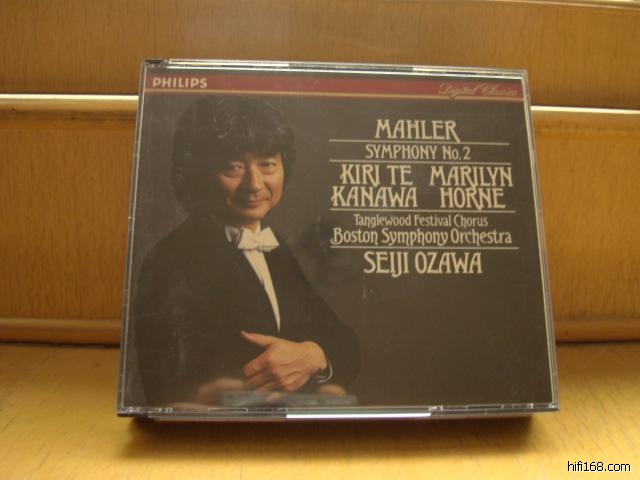 PHILIPS
Digital Classics
MAHLER
SYMPHONY No. 2
KIRI TE KANAWA
MARILYN HORNE
Tanglewood Festival Chorus
Boston Symphony Orchestra
SEIJI OZAWA
hifi168.com